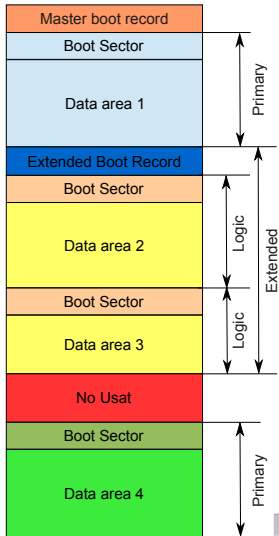 Master boot record
Boot Sector
Data area 1
Primary
Extended Boot Record
Boot Sector
Data area 2
Logic
Extended
Boot Sector
Data area 3
Logic
No Usat
Boot Sector
Data area 4
Primary